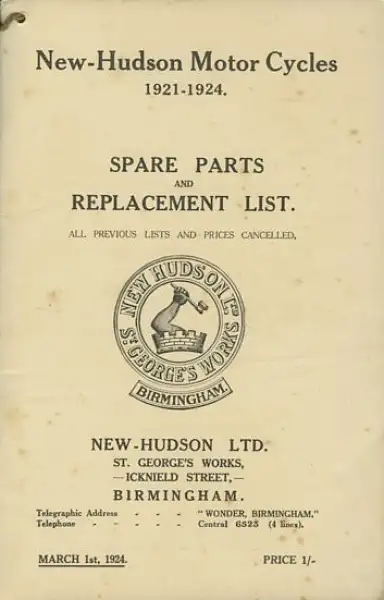 New-Hudson Motor Cycles
1921-1924.
SPARE PARTS
AND
REPLACEMENT LIST.
ALL PREVIOUS LISTS AND PRICES CANCELLED,
NEW HUDSON LTD
ST GEORGE'S WORKS
BIRMINGHAM.
NEW-HUDSON LTD.
ST. GEORGE'S WORKS,
—ICKNIELD STREET,—
BIRMINGHAM.
Telegraphic Address - - - "WONDER, BIRMINGHAM."
Telephone - - - - - Central 6523 (4 lines).
MARCH 1st, 1924. PRICE 1/-